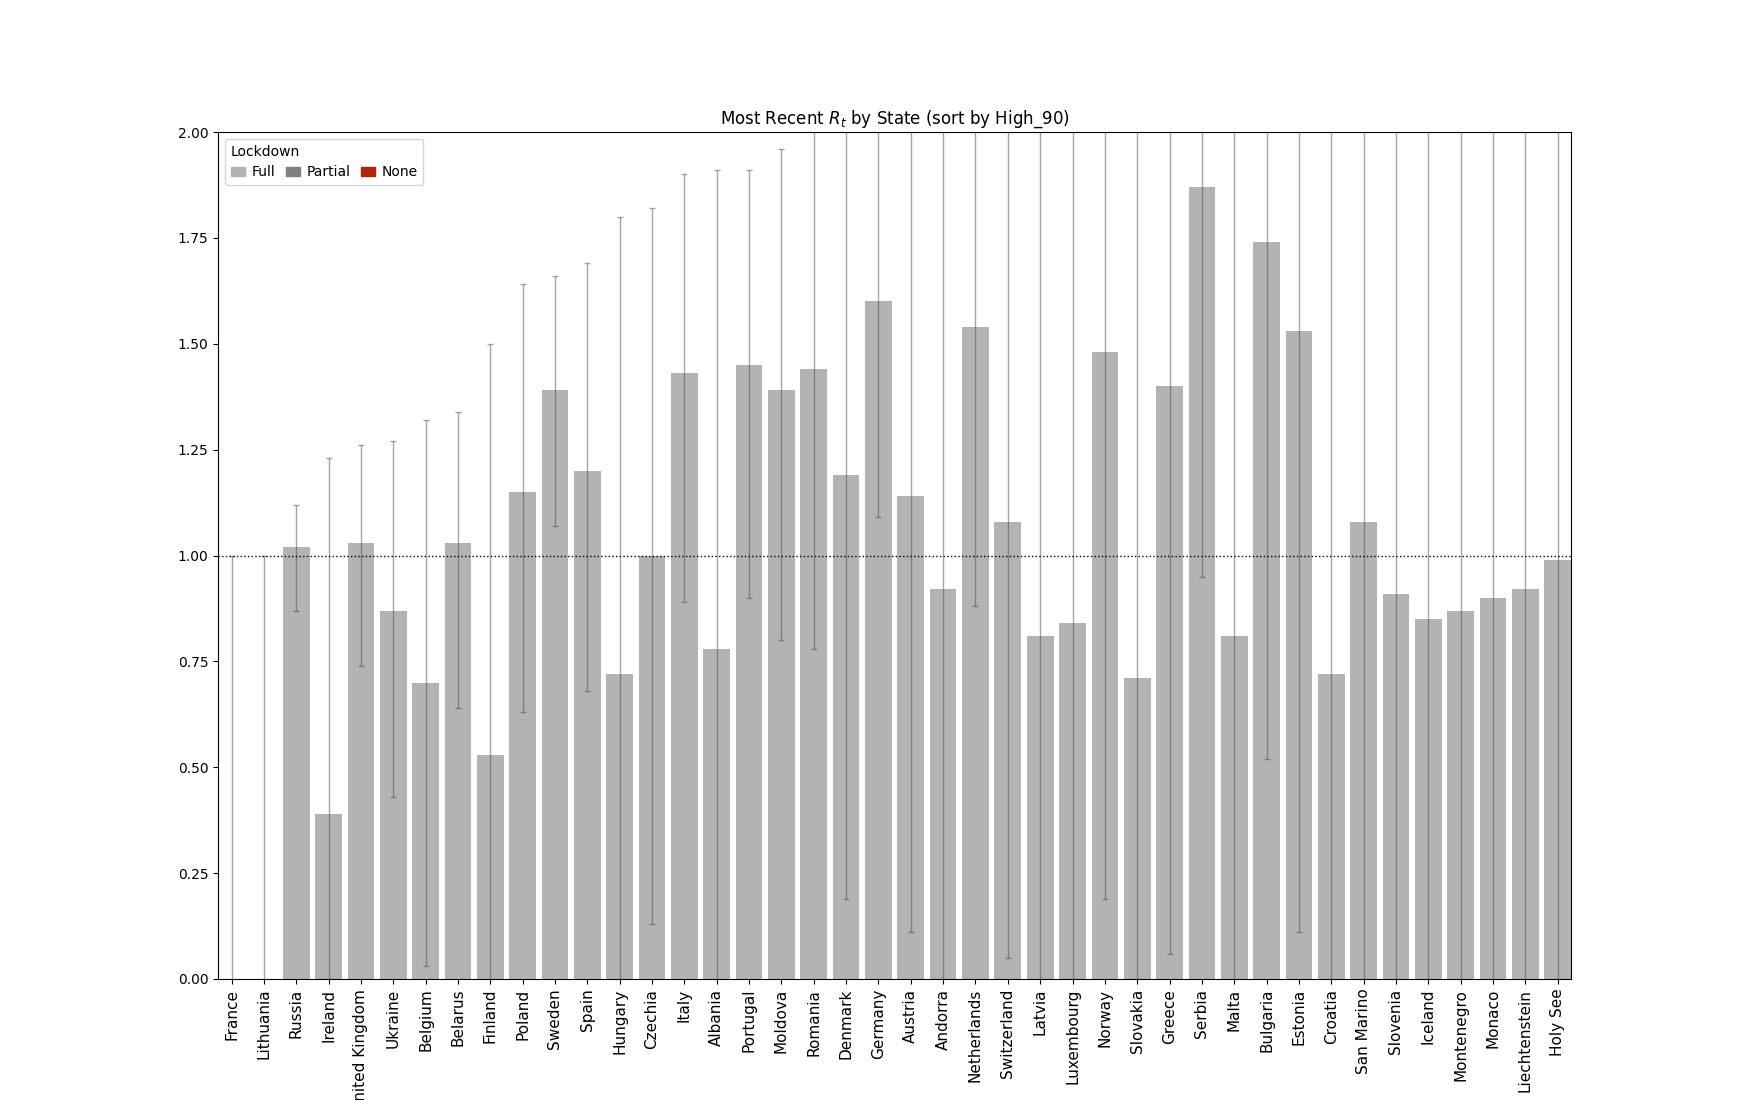 Most Recent R_t by State (sort by High_90)
Lockdown
Full Partial None
2.00
1.75
1.50
1.25
1.00
0.75
0.50
0.25
0.00
France
Lithuania
Russia
Ireland
nited Kingdom
Ukraine
Belgium
Belarus
Finland
Poland
Sweden
Spain
Hungary
Czechia
Italy
Albania
Portugal
Moldova
Romania
Denmark
Germany
Austria
Andorra
Netherlands
Switzerland
Latvia
Luxembourg
Norway
Slovakia
Greece
Serbia
Malta
Bulgaria
Estonia
Croatia
San Marino
Slovenia
Iceland
Montenegro
Monaco
Liechtenstein
Holy See